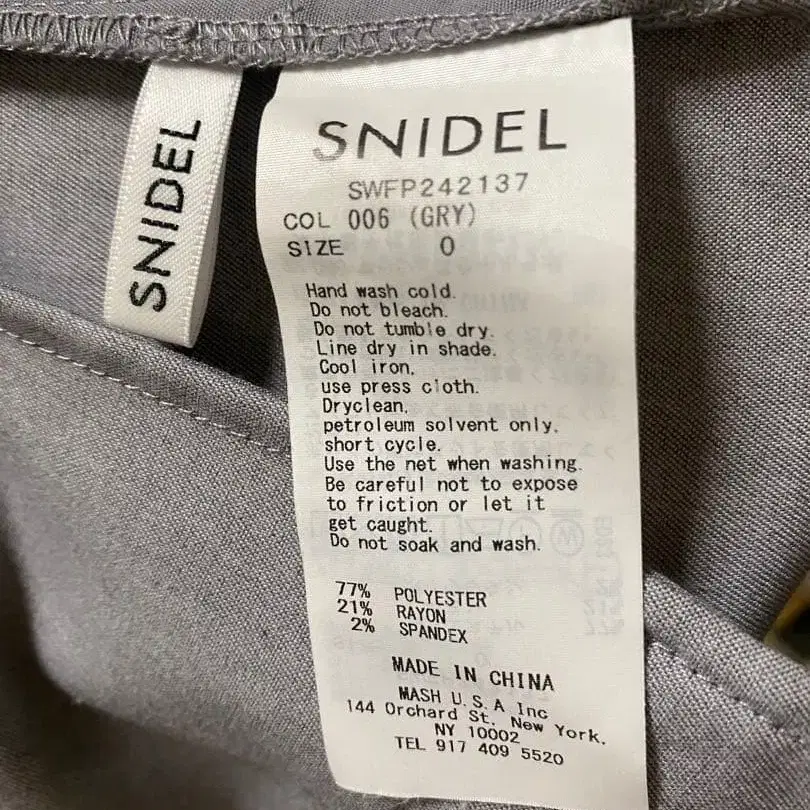 SNIDEL
SNIDEL
SWFP242137
COL 006 (GRY)
SIZE 0
Hand wash cold.
Do not bleach.
Do not tumble dry.
Line dry in shade.
Cool iron,
use press cloth.
Dryclean,
petroleum solvent only,
short cycle.
Use the net when washing.
Be careful not to expose
to friction or let it
get caught.
Do not soak and wash.
77% POLYESTER
21% RAYON
2% SPANDEX
MADE IN CHINA
MASH U.S.A Inc
144 Orchard St. New York,
NY 10002
TEL 917 409 5520